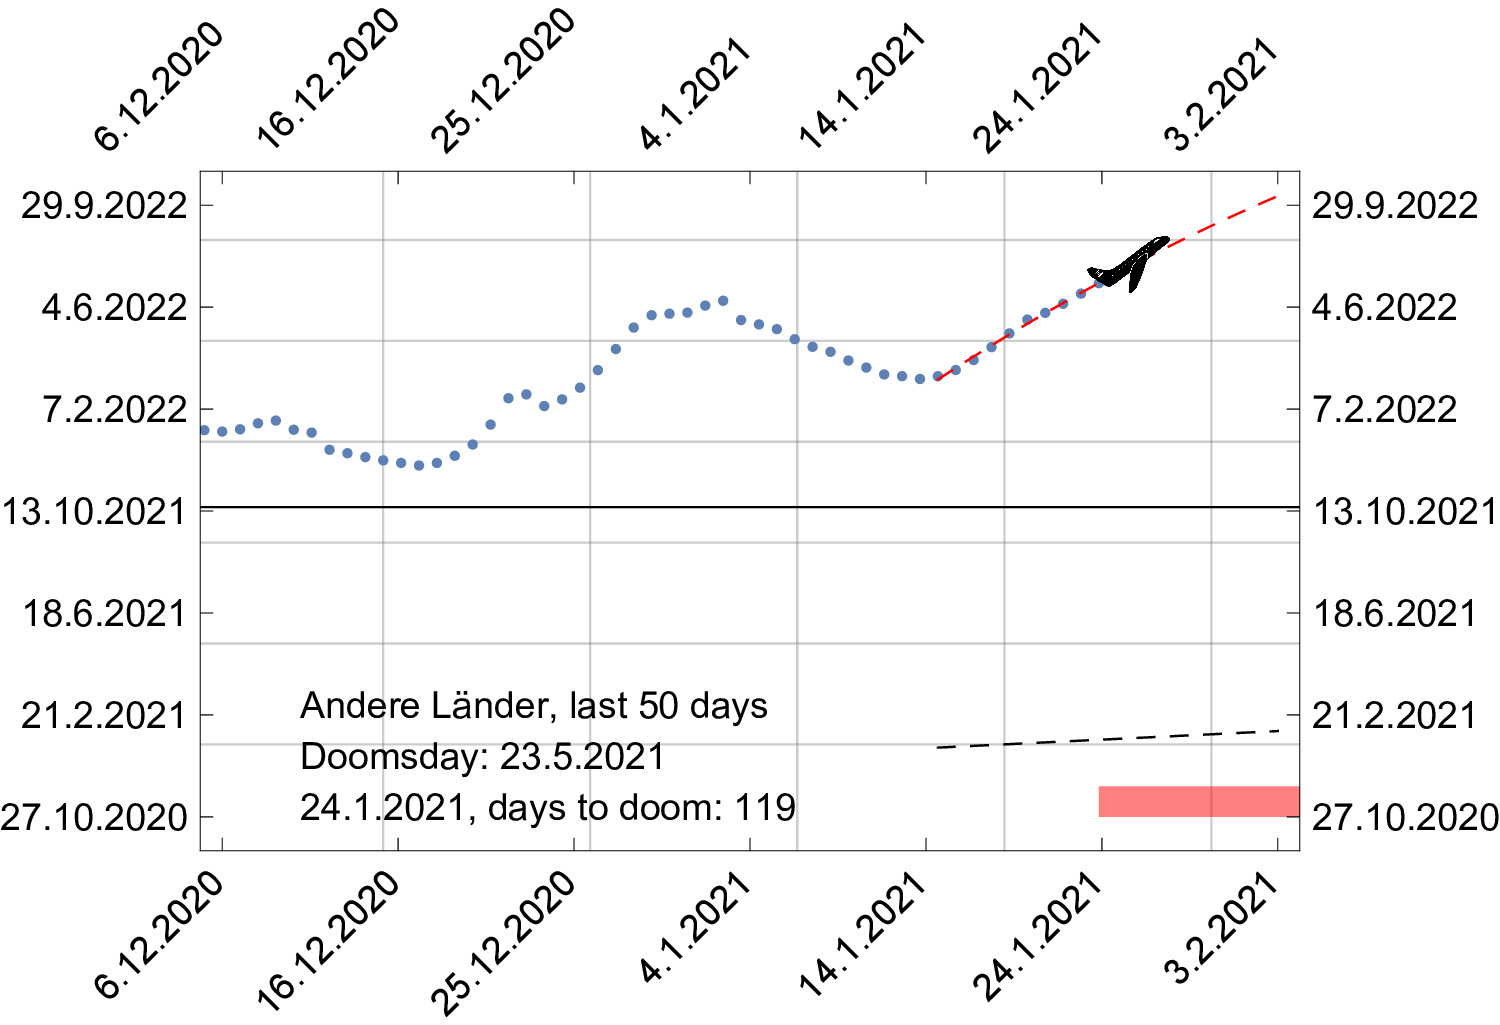 6.12.2020 16.12.2020 25.12.2020 4.1.2021 14.1.2021 24.1.2021 3.2.2021
29.9.2022 29.9.2022
4.6.2022 4.6.2022
7.2.2022 7.2.2022
13.10.2021 13.10.2021
18.6.2021 18.6.2021
21.2.2021 21.2.2021
Andere Länder, last 50 days
Doomsday: 23.5.2021
24.1.2021, days to doom: 119
27.10.2020 27.10.2020
6.12.2020 16.12.2020 25.12.2020 4.1.2021 14.1.2021 24.1.2021 3.2.2021